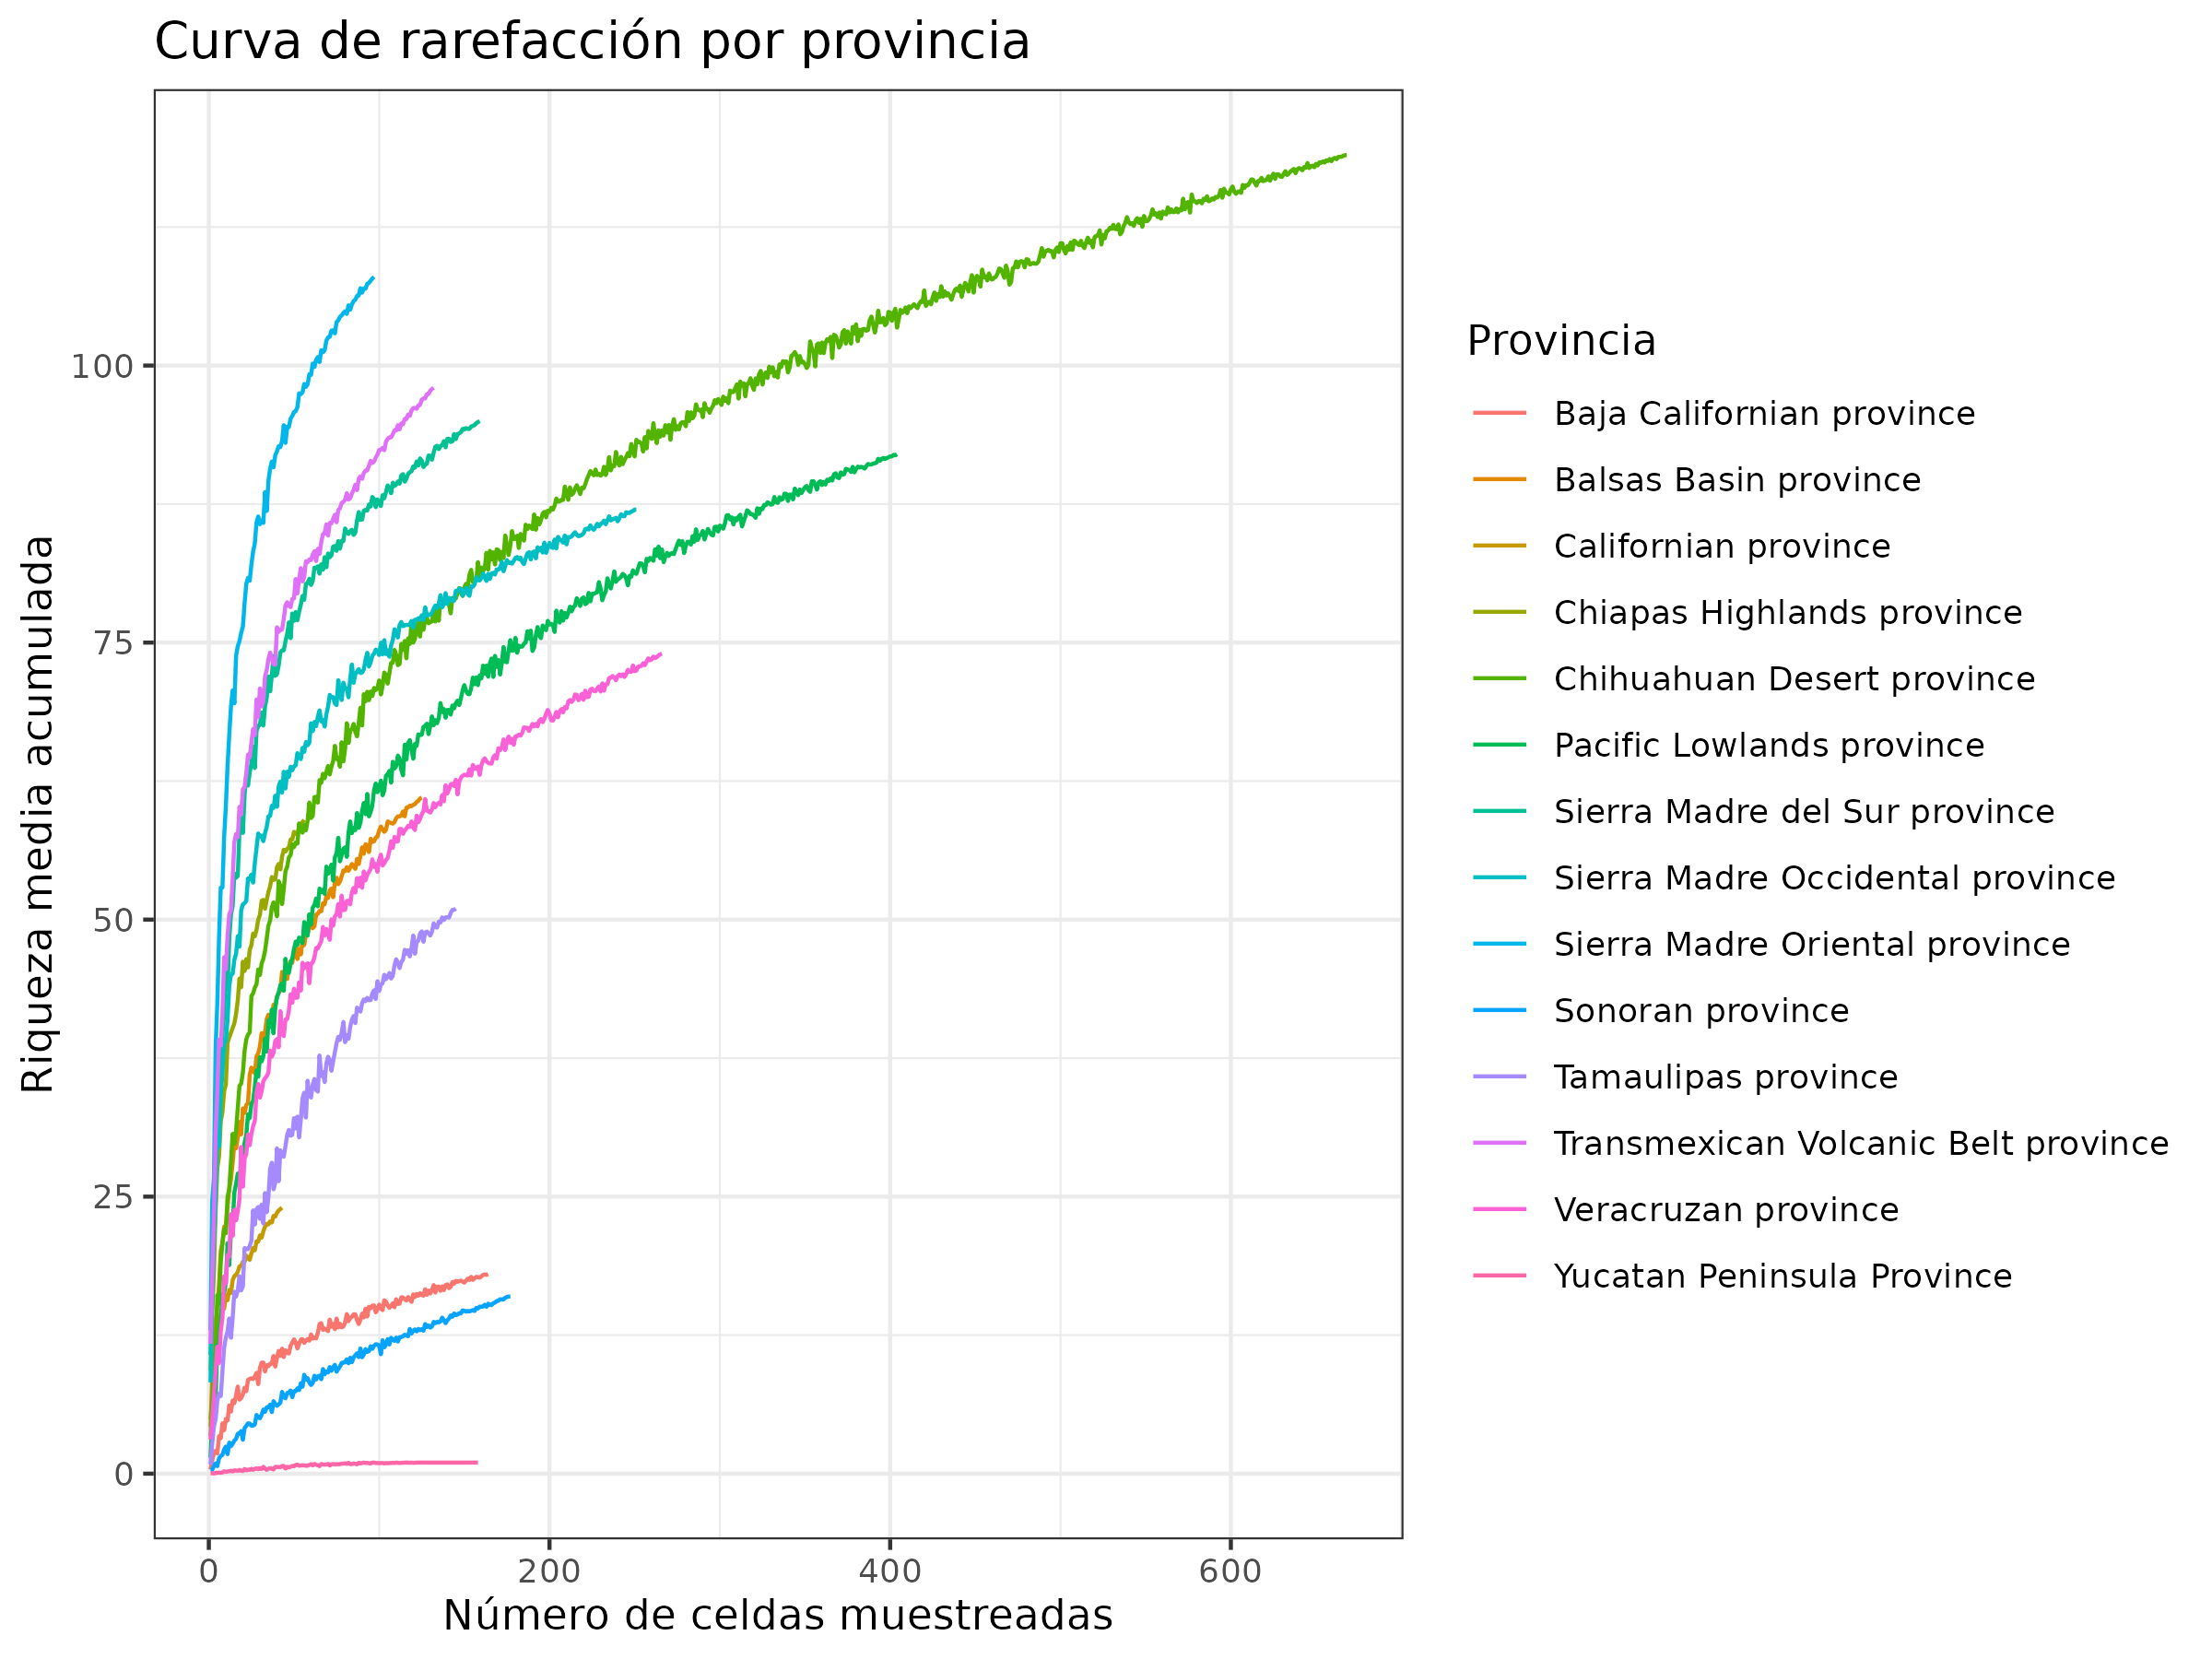 Curva de rarefacción por provincia
Riqueza media acumulada
100
75
50
25
0
0
200
400
600
Número de celdas muestreadas
Provincia
Baja Californian province
Balsas Basin province
Californian province
Chiapas Highlands province
Chihuahuan Desert province
Pacific Lowlands province
Sierra Madre del Sur province
Sierra Madre Occidental province
Sierra Madre Oriental province
Sonoran province
Tamaulipas province
Transmexican Volcanic Belt province
Veracruzan province
Yucatan Peninsula Province